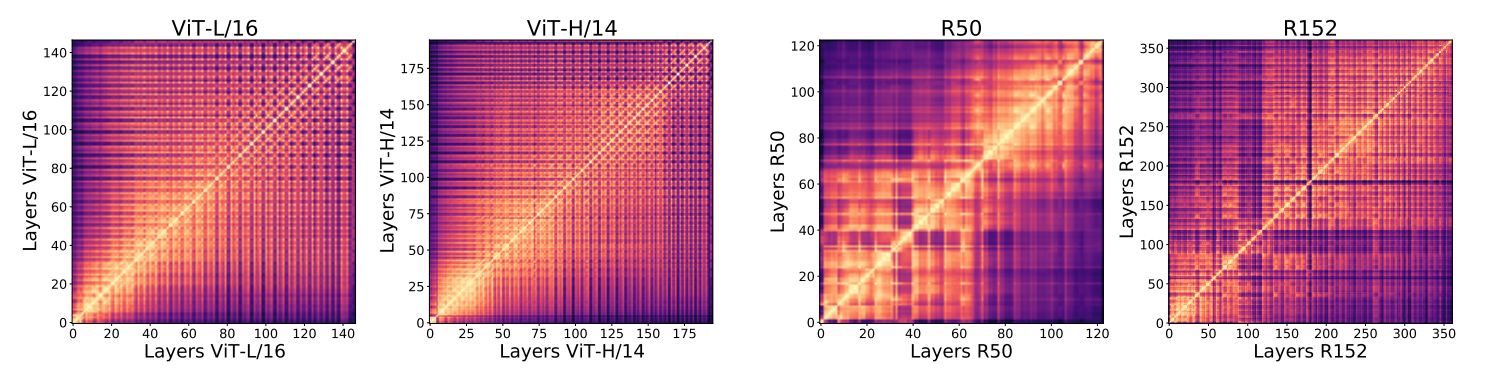 ViT-L/16
140
120
100
80
60
40
20
0
0 20 40 60 80 100 120 140
Layers ViT-L/16
Layers ViT-L/16
ViT-H/14
175
150
125
100
75
50
25
0
0 25 50 75 100 125 150 175
Layers ViT-H/14
Layers ViT-H/14
R50
120
100
80
60
40
20
0
0 20 40 60 80 100 120
Layers R50
Layers R50
R152
350
300
250
200
150
100
50
0
0 50 100 150 200 250 300 350
Layers R152
Layers R152